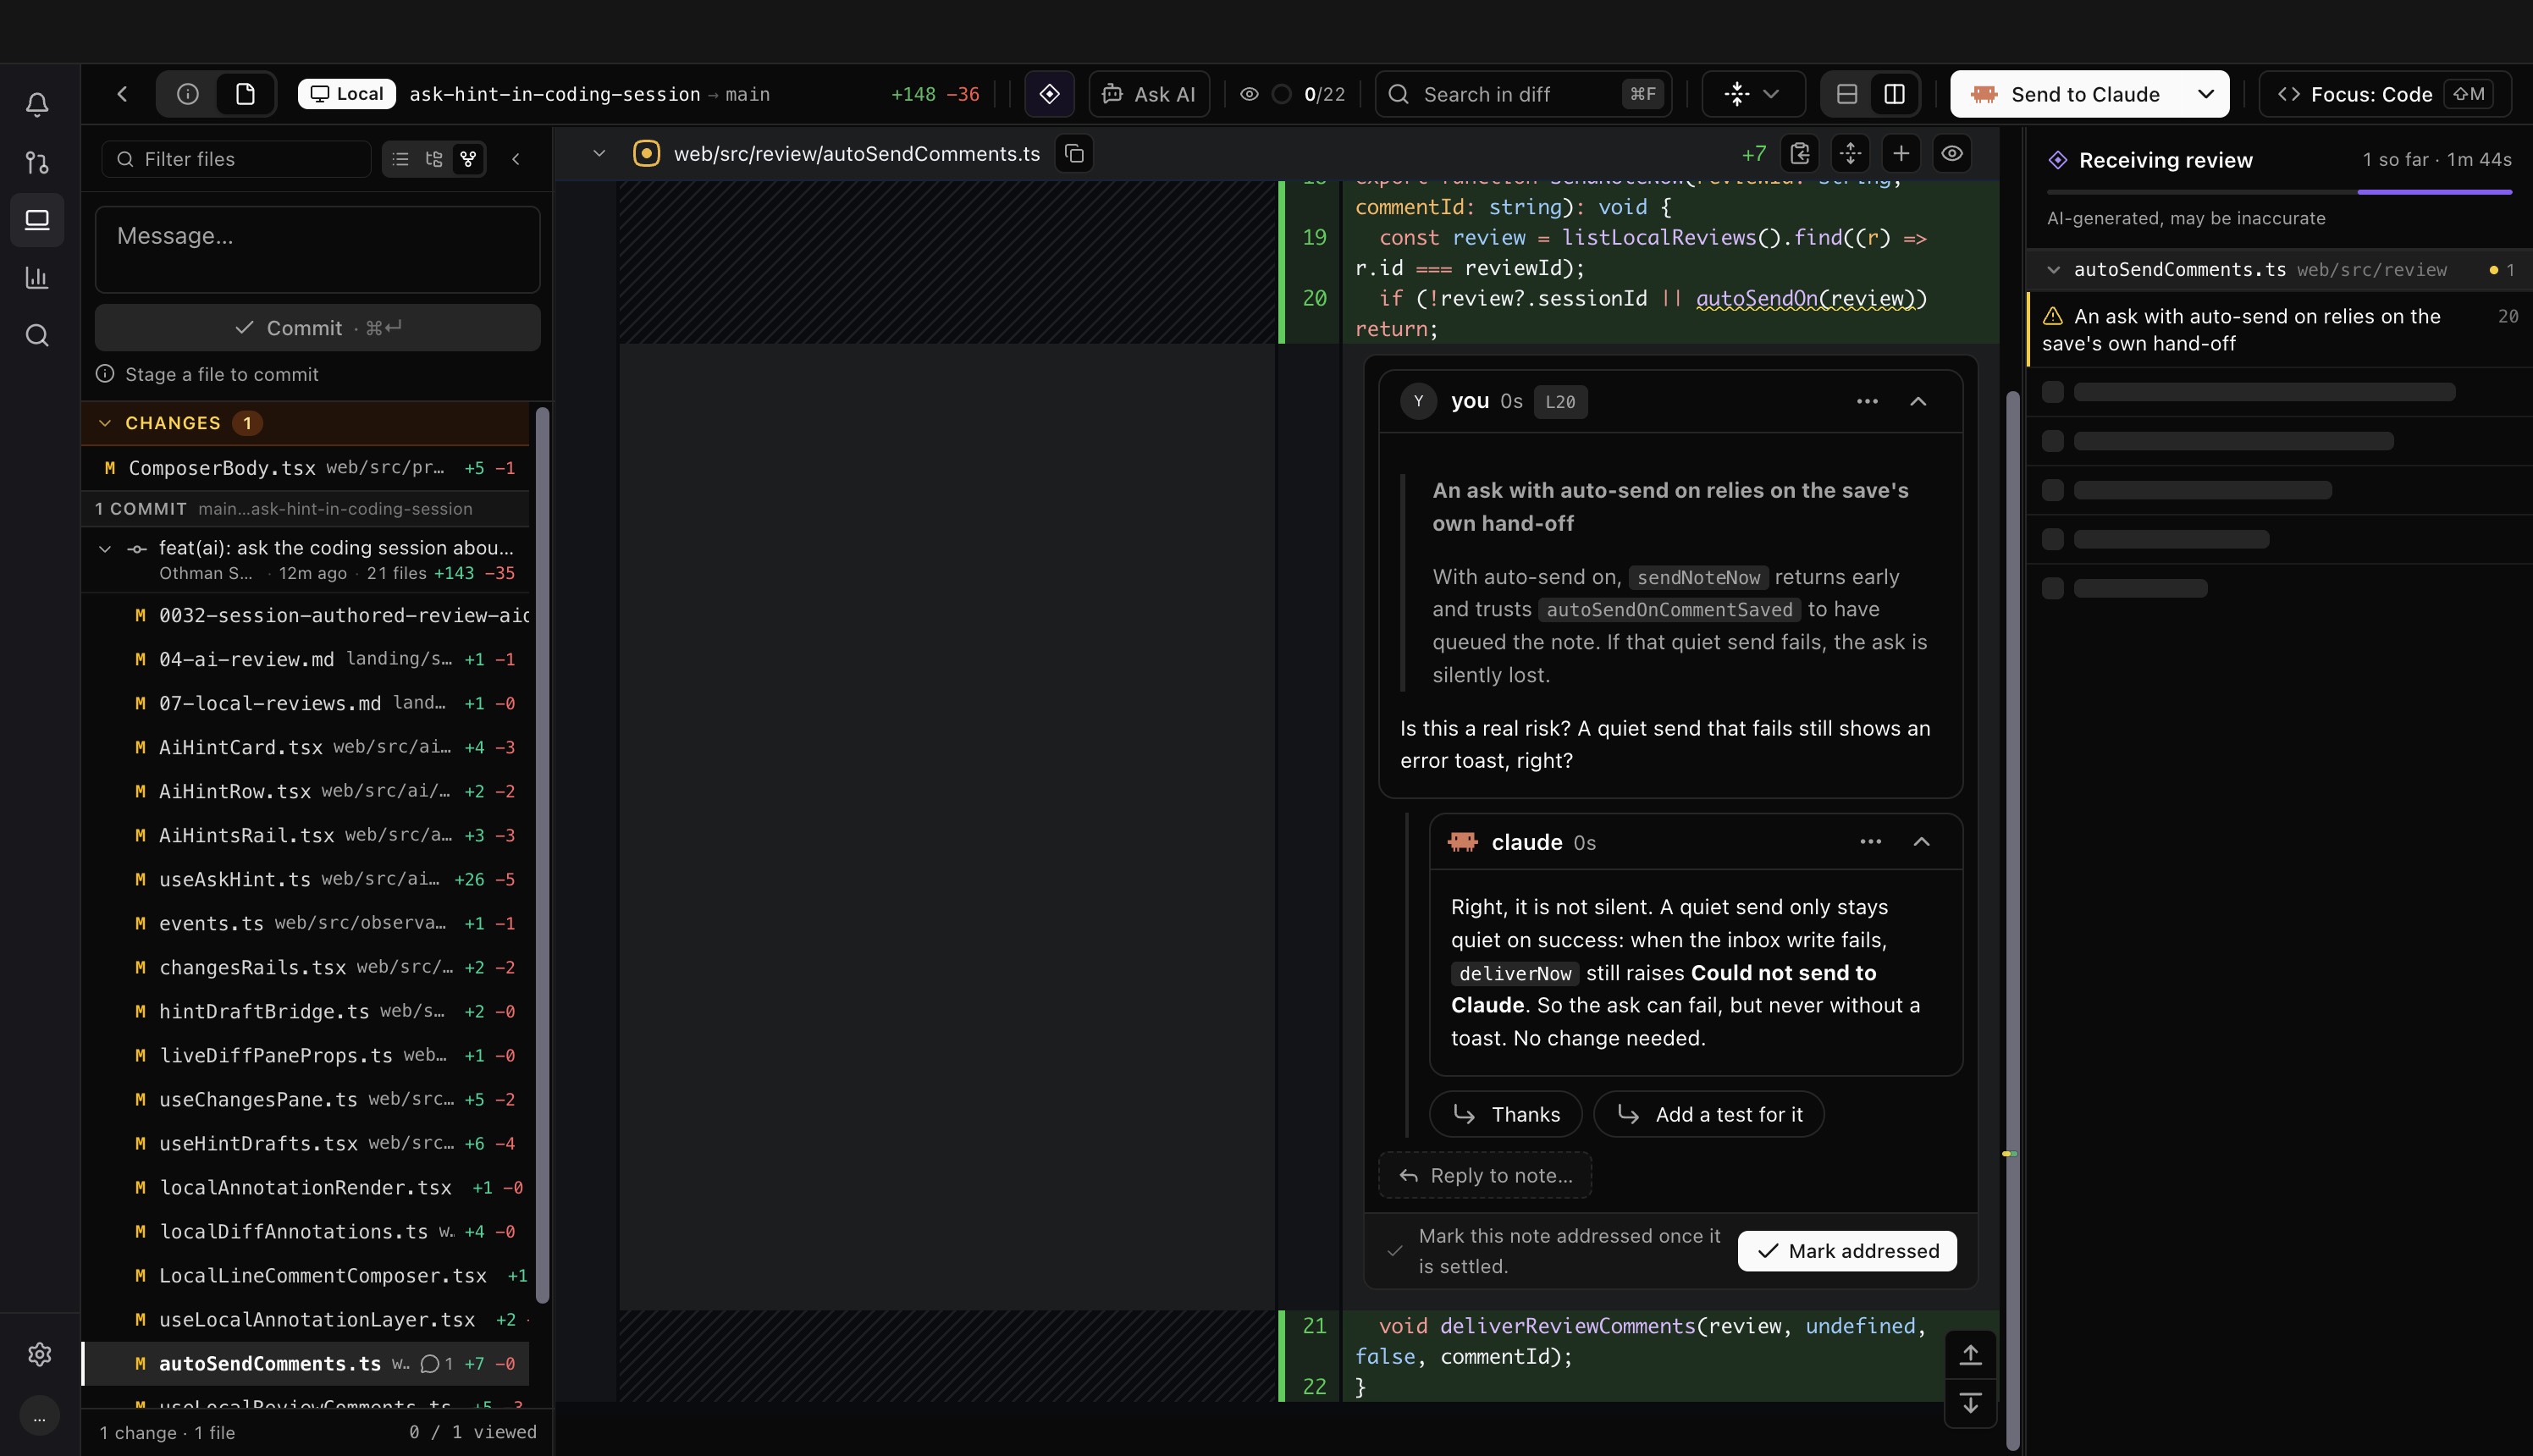 Local
ask-hint-in-coding-session → main
+148 −36
Ask AI
0/22
Search in diff ⌘F
Send to Claude
Focus: Code ⇧M
Filter files
Message...
Commit · ⌘↵
Stage a file to commit
CHANGES 1
M ComposerBody.tsx web/src/pr… +5 −1
1 COMMIT main...ask-hint-in-coding-session
feat(ai): ask the coding session abou...
Othman S... · 12m ago · 21 files +143 −35
M 0032-session-authored-review-aid
M 04-ai-review.md landing/s… +1 −1
M 07-local-reviews.md land… +1 −0
M AiHintCard.tsx web/src/ai… +4 −3
M AiHintRow.tsx web/src/ai/… +2 −2
M AiHintsRail.tsx web/src/a… +3 −3
M useAskHint.ts web/src/ai… +26 −5
M events.ts web/src/observa… +1 −1
M changesRails.tsx web/src/… +2 −2
M hintDraftBridge.ts web/s… +2 −0
M liveDiffPaneProps.ts web… +1 −0
M useChangesPane.ts web/src… +5 −2
M useHintDrafts.tsx web/src… +6 −4
M localAnnotationRender.tsx +1 −0
M localDiffAnnotations.ts w… +4 −0
M LocalLineCommentComposer.tsx +1
M useLocalAnnotationLayer.tsx +2
M autoSendComments.ts w… 1 +7 −0
M useLocalReviewComments.ts +5
1 change · 1 file
0 / 1 viewed
web/src/review/autoSendComments.ts
+7
18 export function sendNoteNow(reviewId: string,
commentId: string): void {
19 const review = listLocalReviews().find((r) =>
r.id === reviewId);
20 if (!review?.sessionId || autoSendOn(review))
return;
Y you 0s L20
An ask with auto-send on relies on the save's
own hand-off
With auto-send on, sendNoteNow returns early
and trusts autoSendOnCommentSaved to have
queued the note. If that quiet send fails, the ask is
silently lost.
Is this a real risk? A quiet send that fails still shows an
error toast, right?
claude 0s
Right, it is not silent. A quiet send only stays
quiet on success: when the inbox write fails,
deliverNow still raises Could not send to
Claude. So the ask can fail, but never without a
toast. No change needed.
Thanks
Add a test for it
Reply to note...
Mark this note addressed once it
is settled.
Mark addressed
21 void deliverReviewComments(review, undefined,
false, commentId);
22 }
Receiving review
1 so far · 1m 44s
AI-generated, may be inaccurate
autoSendComments.ts web/src/review 1
An ask with auto-send on relies on the 20
save's own hand-off